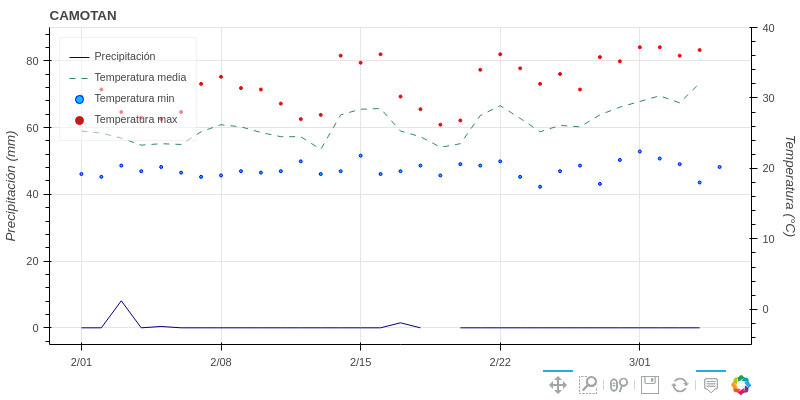 CAMOTAN
Precipitación
Temperatura media
Temperatura min
Temperatura max
Precipitación (mm)
80
60
40
20
0
Temperatura (°C)
40
30
20
10
0
2/01
2/08
2/15
2/22
3/01